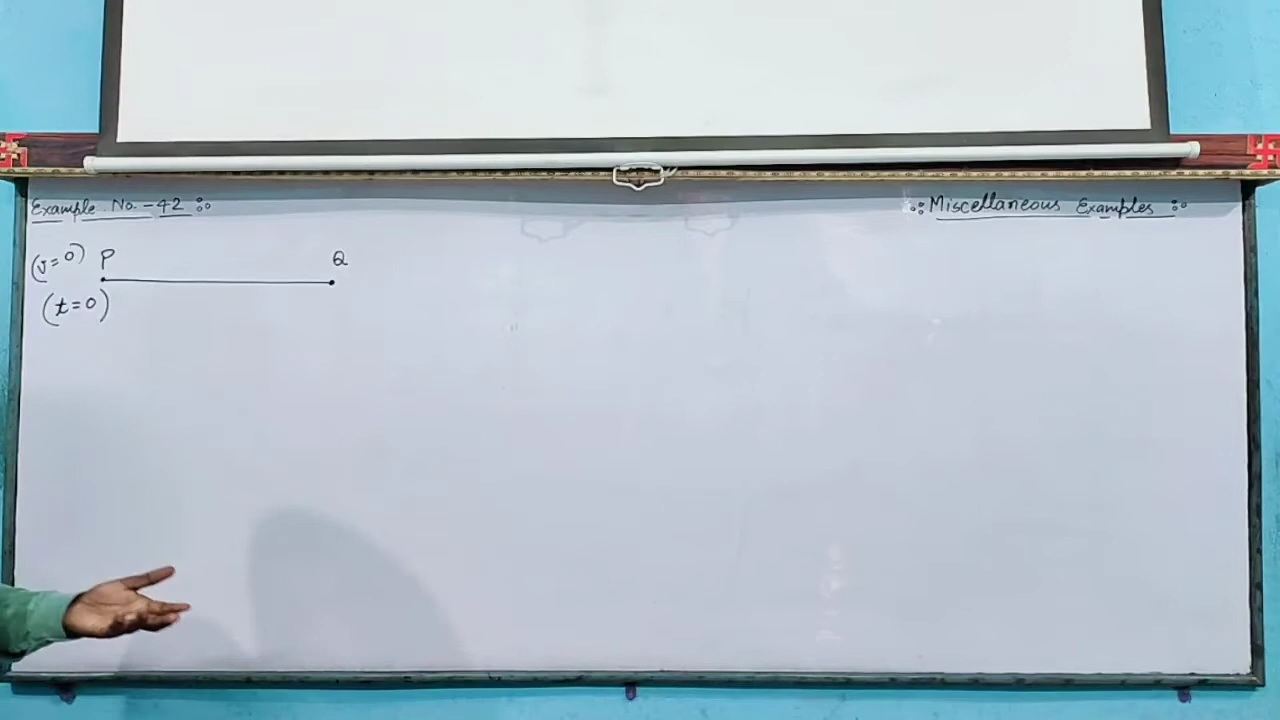 Example No. - 42 :
Miscellaneous Examples :
(v=0) P Q
(t=0)